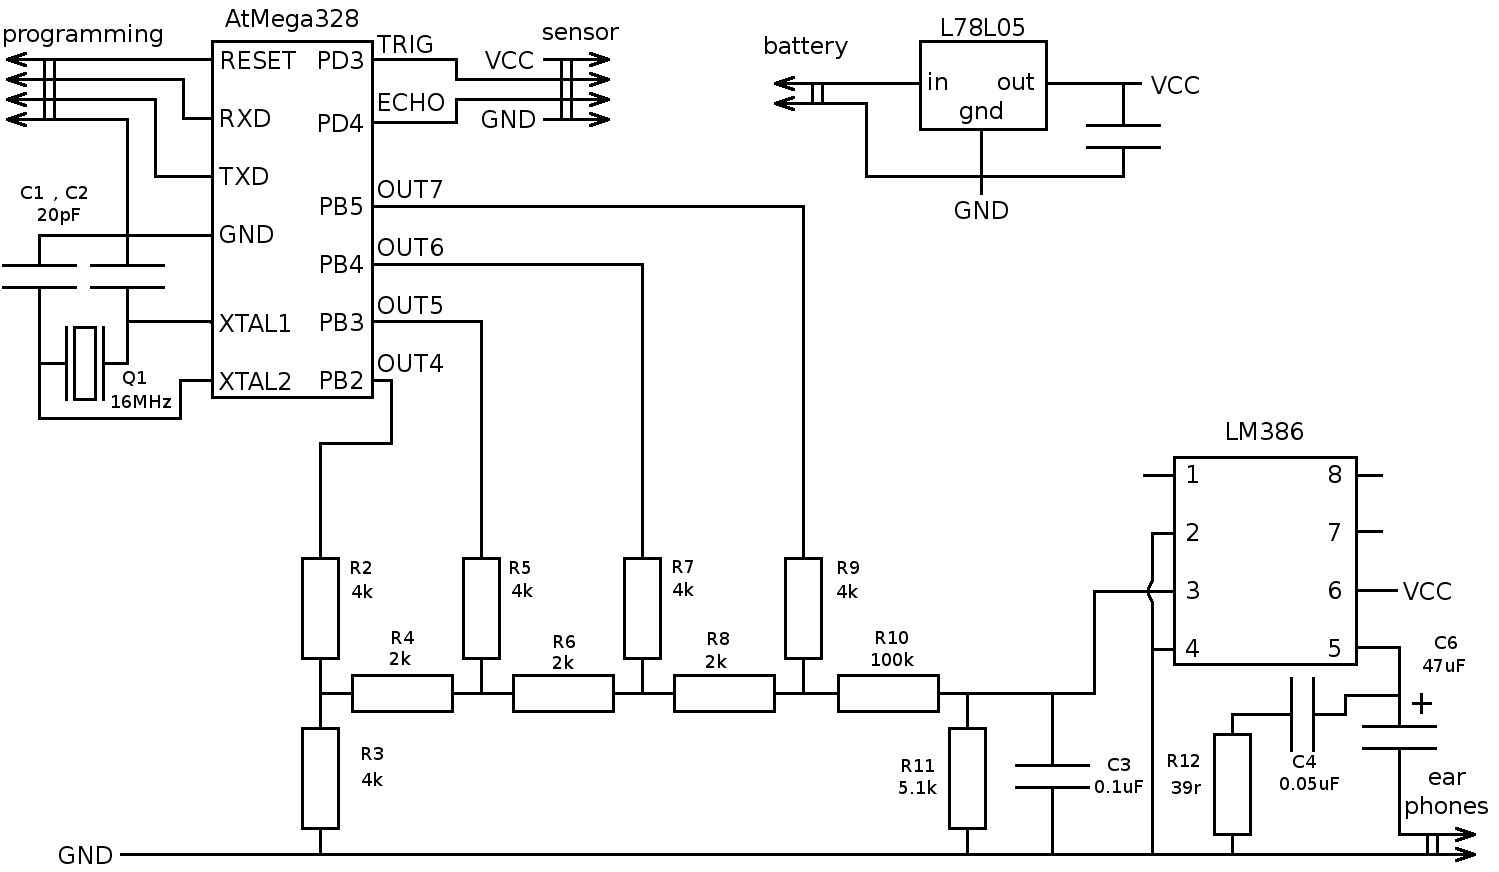 AtMega328
programming
RESET
RXD
TXD
GND
XTAL1
XTAL2
PD3
PD4
PB5
PB4
PB3
PB2
TRIG
ECHO
OUT7
OUT6
OUT5
OUT4
sensor
VCC
GND
C1 , C2
20pF
Q1
16MHz
battery
L78L05
in
out
gnd
VCC
GND
LM386
1
2
3
4
8
7
6
5
VCC
R2
4k
R5
4k
R7
4k
R9
4k
R4
2k
R6
2k
R8
2k
R10
100k
R3
4k
R11
5.1k
C3
0.1uF
R12
39r
C4
0.05uF
C6
47uF
+
ear
phones
GND